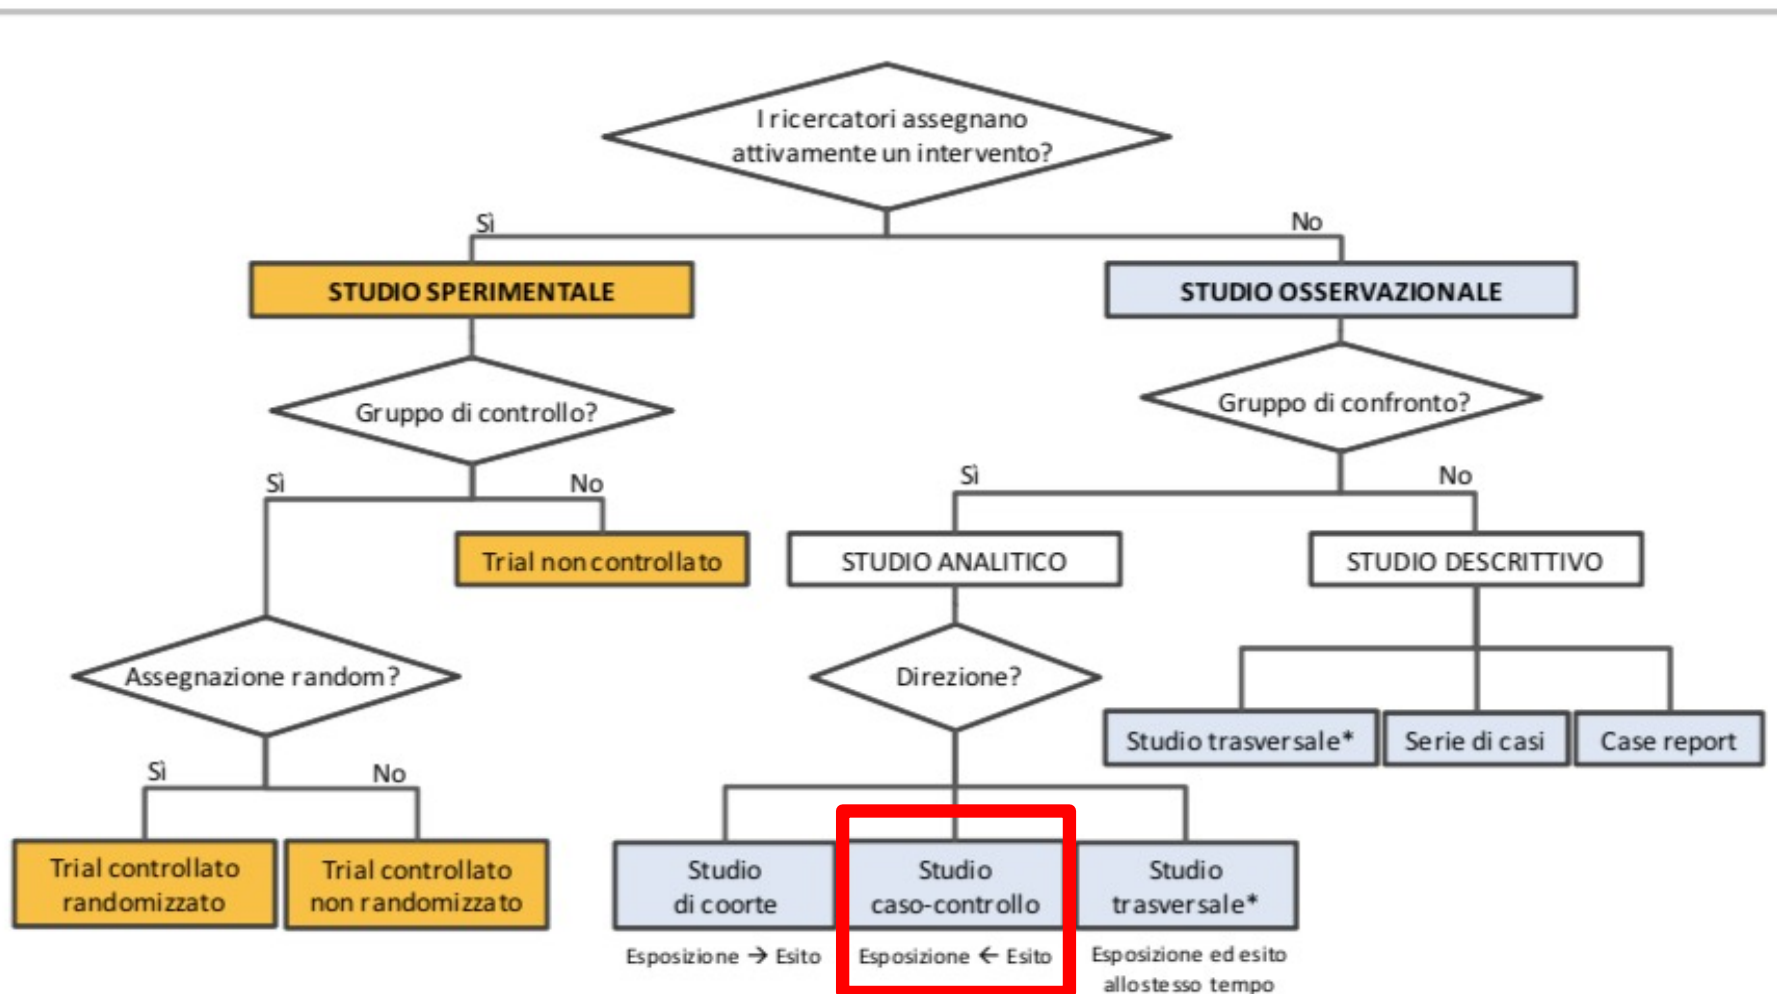 I ricercatori assegnano
attivamente un intervento?
Sì
No
STUDIO SPERIMENTALE
STUDIO OSSERVAZIONALE
Gruppo di controllo?
Gruppo di confronto?
Sì
No
Sì
No
Trial non controllato
STUDIO ANALITICO
STUDIO DESCRITTIVO
Assegnazione random?
Direzione?
Studio trasversale*
Serie di casi
Case report
Sì
No
Trial controllato
randomizzato
Trial controllato
non randomizzato
Studio
di coorte
Studio
caso-controllo
Studio
trasversale*
Esposizione → Esito
Esposizione ← Esito
Esposizione ed esito
allo stesso tempo